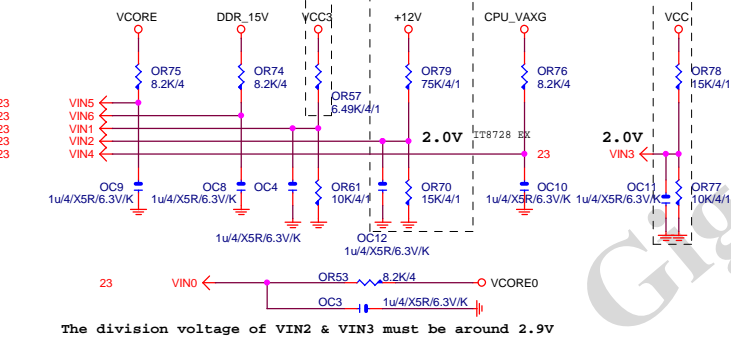 VCORE DDR_15V VCC3 +12V CPU_VAXG VCC
OR75 OR74 OR79 OR76 OR78
8.2K/4 8.2K/4 75K/4/1 8.2K/4 15K/4/1
OR57
6.49K/4/1
23 VIN5
23 VIN6
23 VIN1
23 VIN2 2.0V IT8728 EX 2.0V
23 VIN4 23 VIN3
OC9 OC8 OC4 OR61 OR70 OC10 OC11 OR77
1u/4/X5R/6.3V/K 1u/4/X5R/6.3V/K 10K/4/1 15K/4/1 1u/4/X5R/6.3V/K 1u/4/X5R/6.3V/K 10K/4/1
1u/4/X5R/6.3V/K OC12
1u/4/X5R/6.3V/K
23 VIN0 OR53 8.2K/4 VCORE0
OC3 1u/4/X5R/6.3V/K
The division voltage of VIN2 & VIN3 must be around 2.9V
Gig